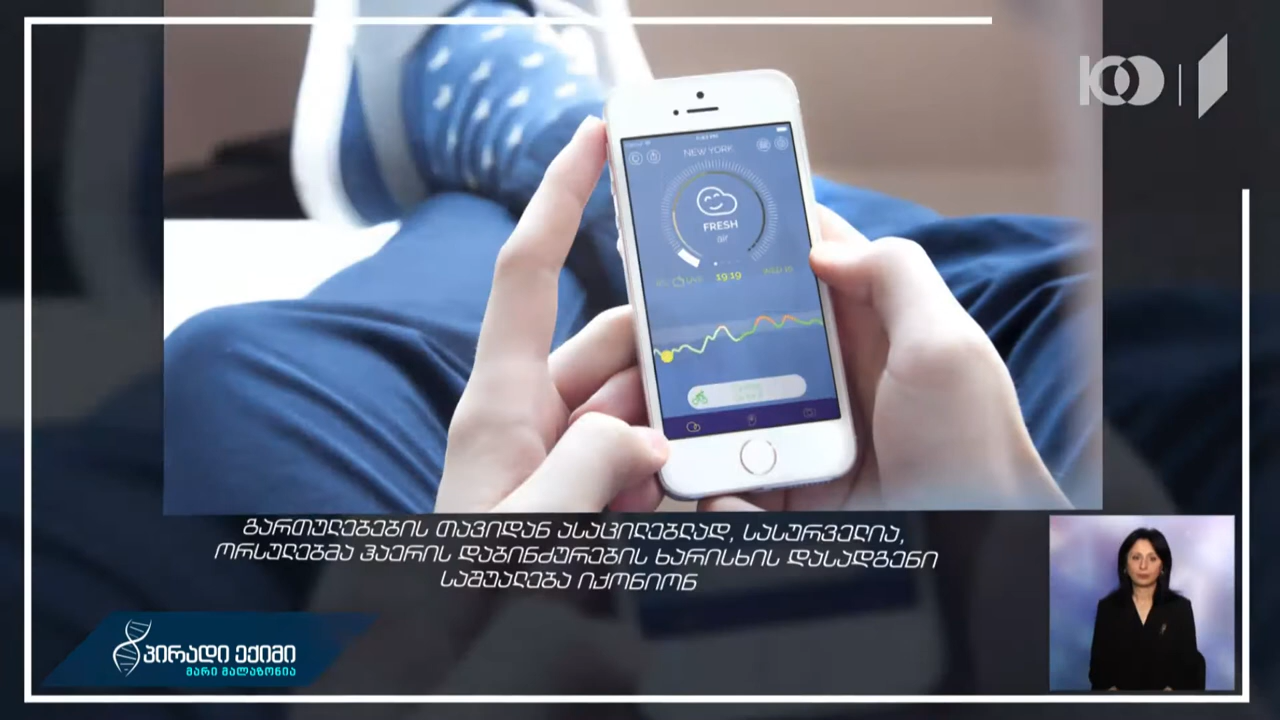 NEW YORK
FRESH
air
19:19
გართულებების თავიდან ასაცილებლად, სასურველია,
ორსულებმა ჰაერის დაბინძურების ხარისხის დასადგენი
საშუალება იქონიონ
პირადი ექიმი
მარი მალაზონია